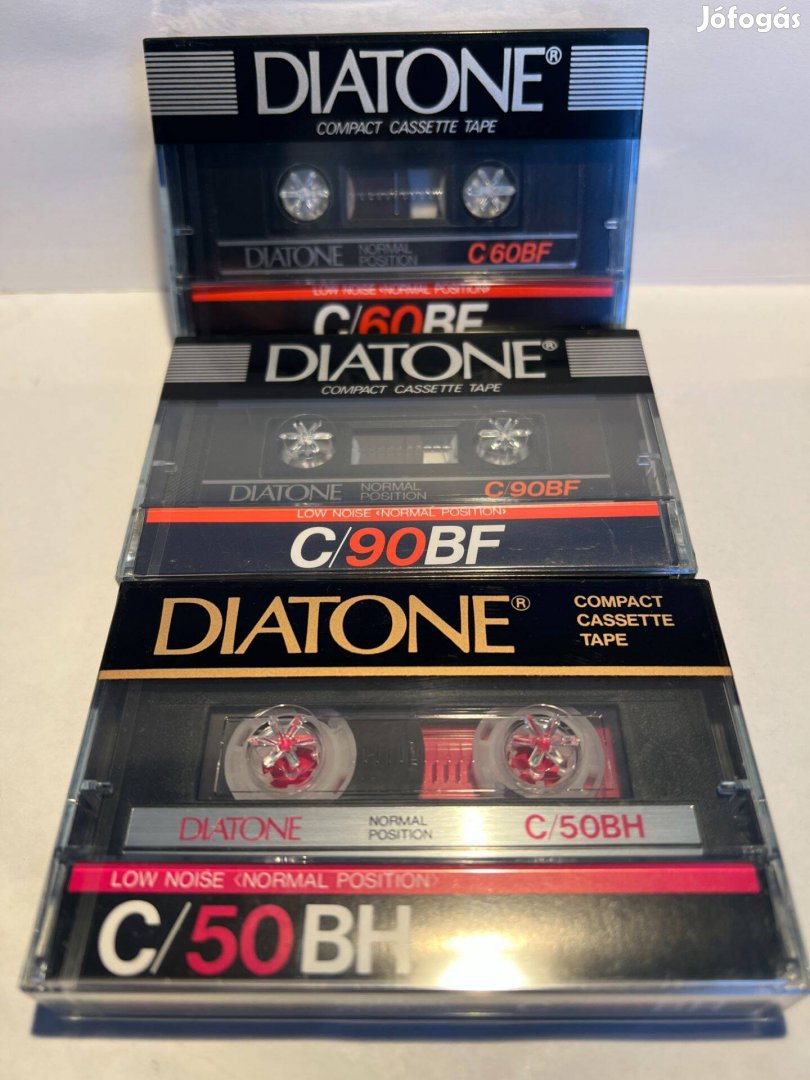 Jófogás
DIATONE®
COMPACT CASSETTE TAPE
DIATONE NORMAL POSITION C/60BF
LOW NOISE <NORMAL POSITION>
C/60BF
DIATONE®
COMPACT CASSETTE TAPE
DIATONE NORMAL POSITION C/90BF
LOW NOISE <NORMAL POSITION>
C/90BF
DIATONE®
COMPACT
CASSETTE
TAPE
DIATONE NORMAL POSITION C/50BH
LOW NOISE <NORMAL POSITION>
C/50BH